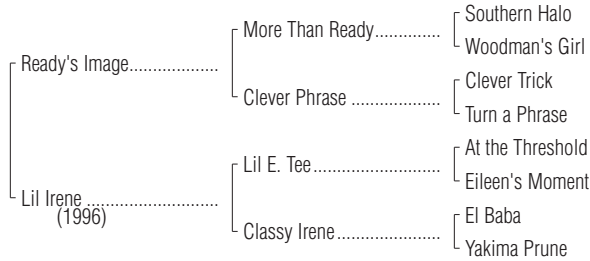 Southern Halo
More Than Ready..............
Woodman's Girl
Ready's Image...................
Clever Trick
Clever Phrase ...................
Turn a Phrase
At the Threshold
Lil E. Tee...........................
Eileen's Moment
Lil Irene ............................
(1996)
El Baba
Classy Irene......................
Yakima Prune